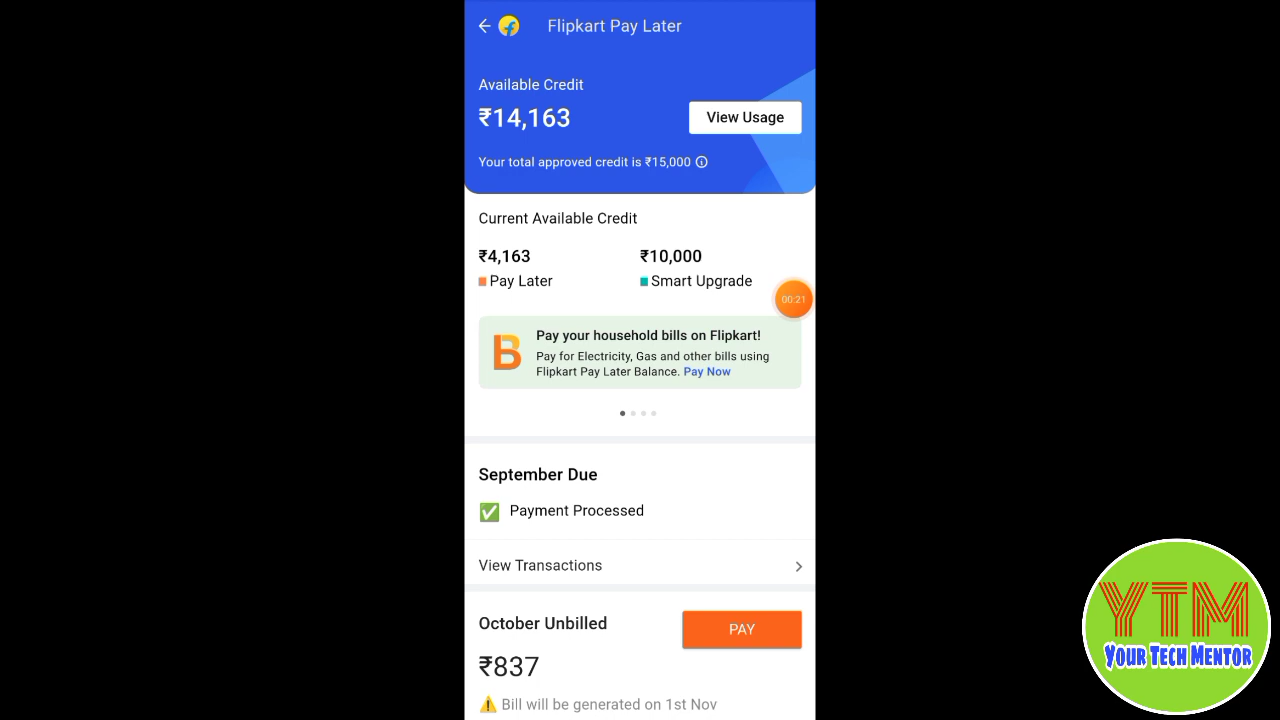 Flipkart Pay Later
Available Credit
₹14,163
View Usage
Your total approved credit is ₹15,000
Current Available Credit
₹4,163
₹10,000
Pay Later
Smart Upgrade
00:21
B
Pay your household bills on Flipkart!
Pay for Electricity, Gas and other bills using
Flipkart Pay Later Balance. Pay Now
September Due
Payment Processed
View Transactions
October Unbilled
PAY
₹837
Bill will be generated on 1st Nov
YTM
Your Tech Mentor